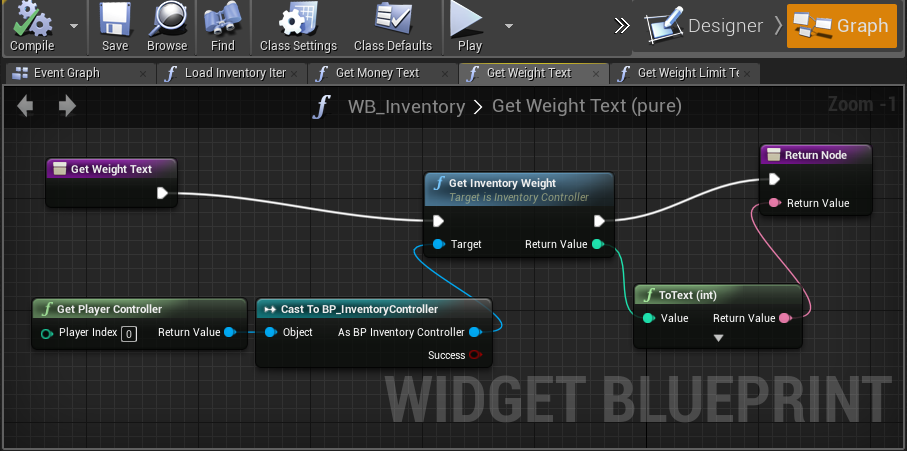 Compile
Save
Browse
Find
Class Settings
Class Defaults
Play
Designer
Graph
Event Graph
Load Inventory Iter
Get Money Text
Get Weight Text
Get Weight Limit Te
f WB_Inventory > Get Weight Text (pure)
Zoom -1
Get Weight Text
f Get Inventory Weight
Target is Inventory Controller
Target
Return Value
Return Node
Return Value
f Get Player Controller
Player Index 0
Return Value
Cast To BP_InventoryController
Object
As BP Inventory Controller
Success
f ToText (int)
Value
Return Value
WIDGET BLUEPRINT